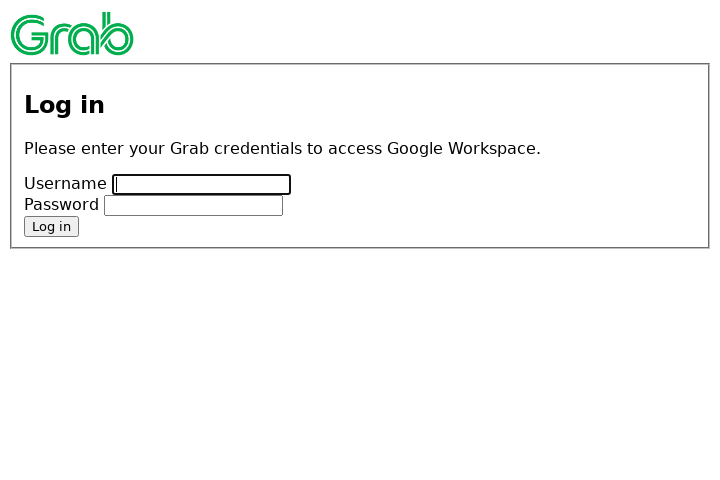 Grab
Log in
Please enter your Grab credentials to access Google Workspace.
Username
Password
Log in